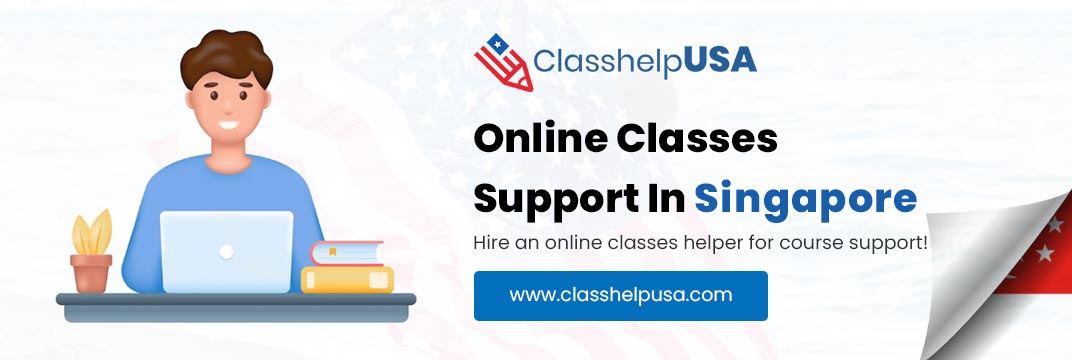 ClasshelpUSA
Online Classes
Support In Singapore
Hire an online classes helper for course support!
www.classhelpusa.com